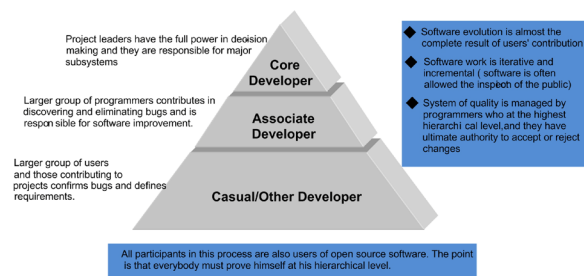 Project leaders have the full power in decision
making and they are responsible for major
subsystems
Core
Developer
Larger group of programmers contributes in
discovering and eliminating bugs and is
respon sible for software improvement.
Associate
Developer
Larger group of users
and those contributing to
projects confirms bugs and defines
requirements.
Casual/Other Developer
Software evolution is almost the
complete result of users' contribution
Software work is iterative and
incremental ( software is often
allowed the inspection of the public)
System of quality is managed by
programmers who at the highest
hierarchi cal level,and they have
ultimate authority to accept or reject
changes
All participants in this process are also users of open source software. The point
is that everybody must prove himself at his hierarchical level.